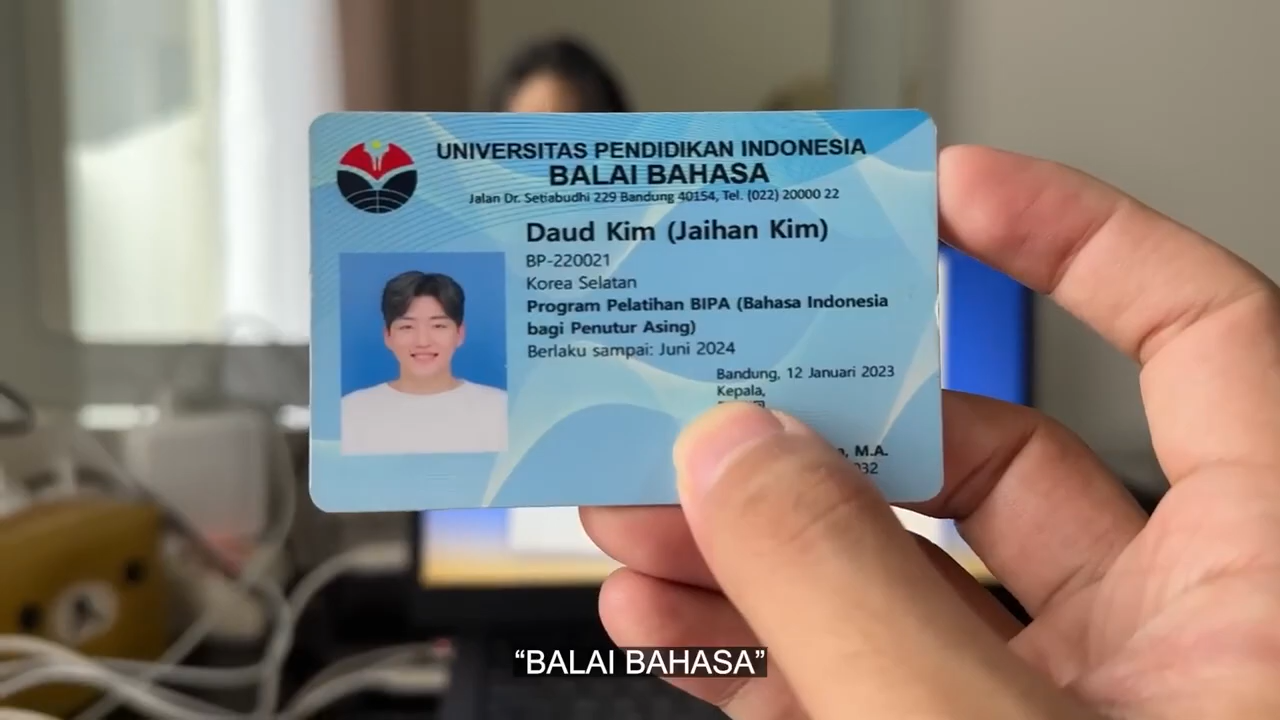 UNIVERSITAS PENDIDIKAN INDONESIA
BALAI BAHASA
Jalan Dr. Setiabudhi 229 Bandung 40154, Tel. (022) 20000 22
Daud Kim (Jaihan Kim)
BP-220021
Korea Selatan
Program Pelatihan BIPA (Bahasa Indonesia
bagi Penutur Asing)
Berlaku sampai: Juni 2024
Bandung, 12 Januari 2023
Kepala,
, M.A.
032
“BALAI BAHASA”